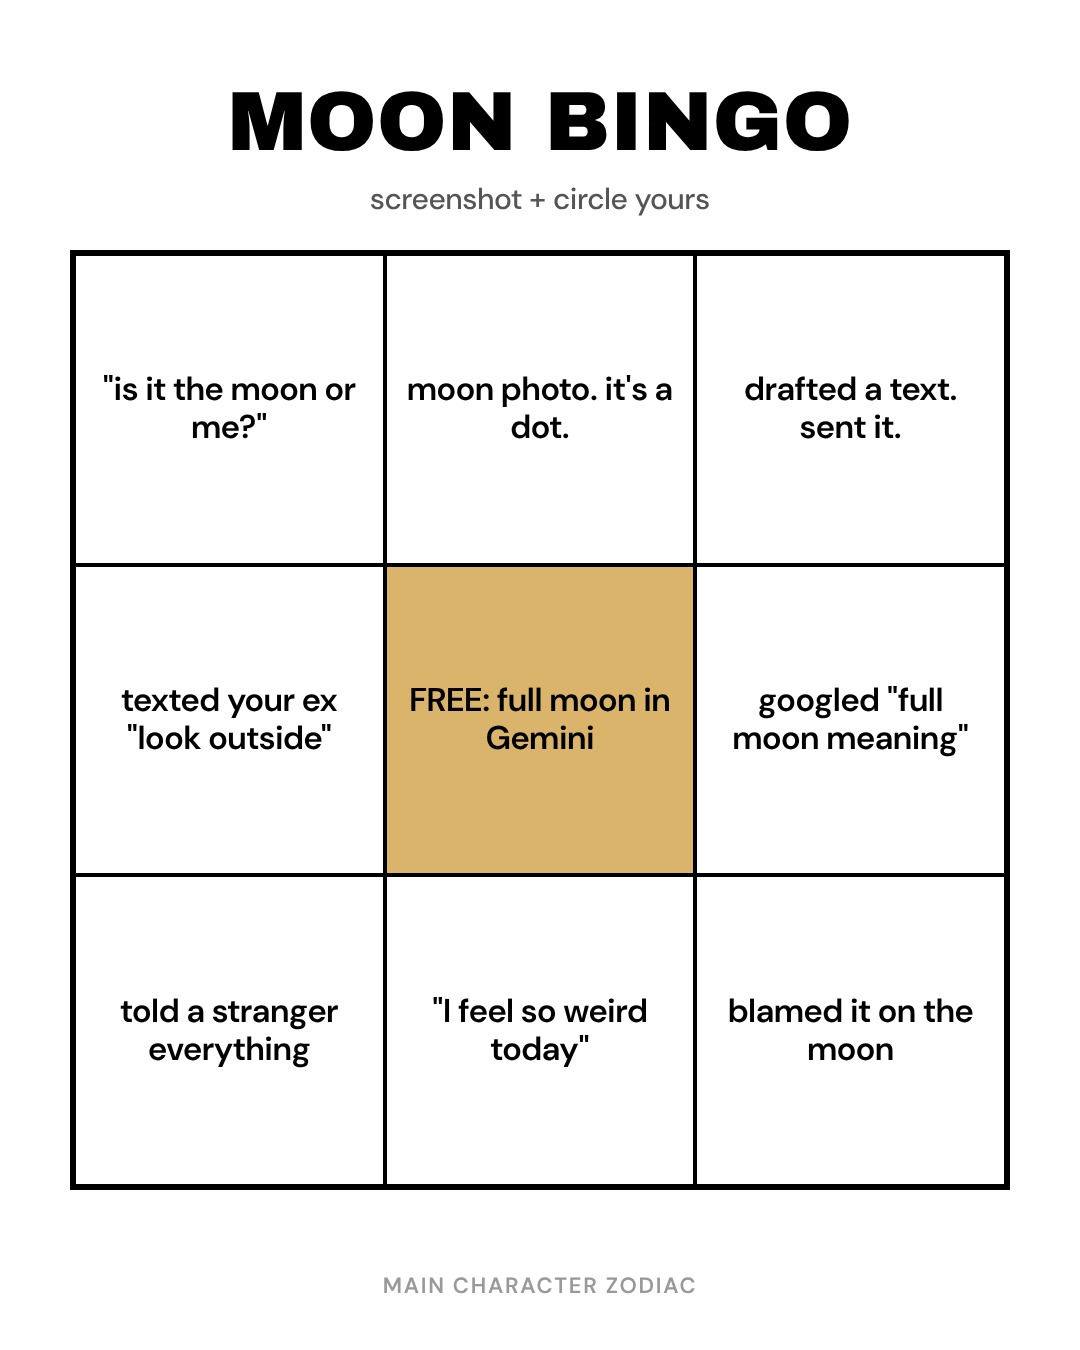 MOON BINGO
screenshot + circle yours
"is it the moon or
me?"
moon photo. it's a
dot.
drafted a text.
sent it.
texted your ex
"look outside"
FREE: full moon in
Gemini
googled "full
moon meaning"
told a stranger
everything
"I feel so weird
today"
blamed it on the
moon
MAIN CHARACTER ZODIAC